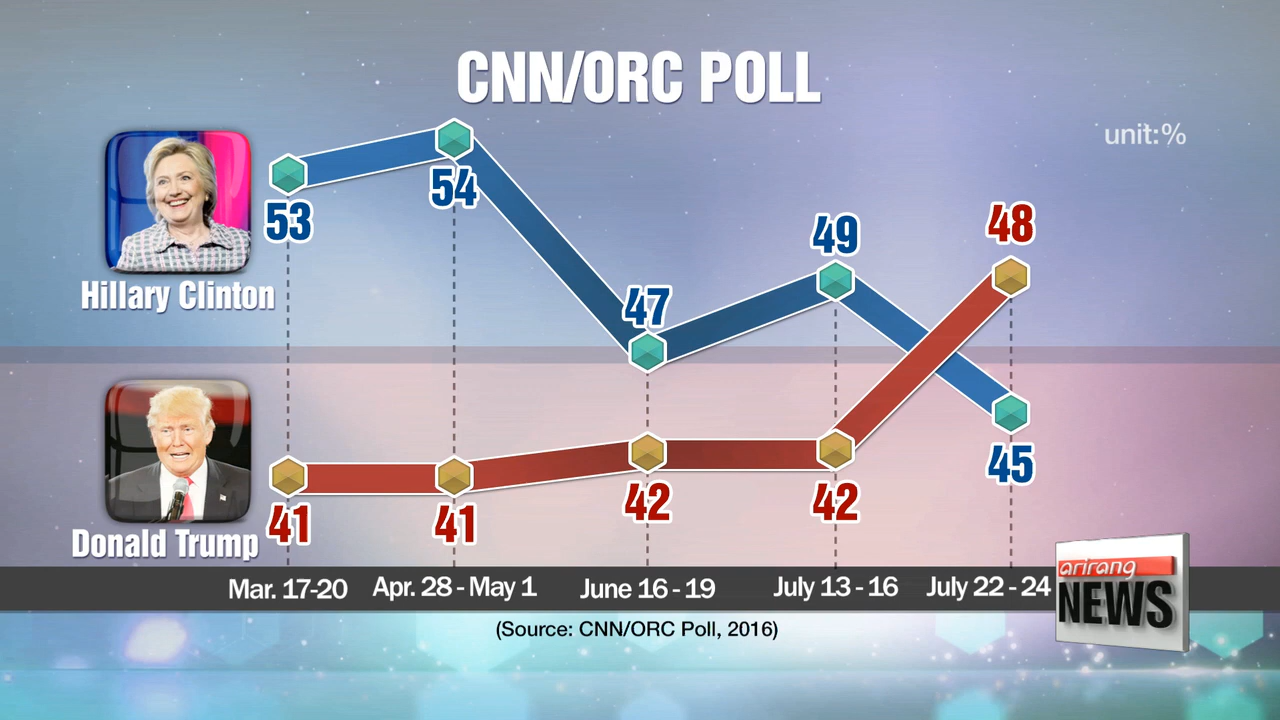 CNN/ORC POLL
unit:%
53
54
47
49
48
Hillary Clinton
45
41
41
42
42
Donald Trump
Mar. 17-20
Apr. 28 - May 1
June 16 - 19
July 13 - 16
July 22 - 24
arirang
NEWS
(Source: CNN/ORC Poll, 2016)